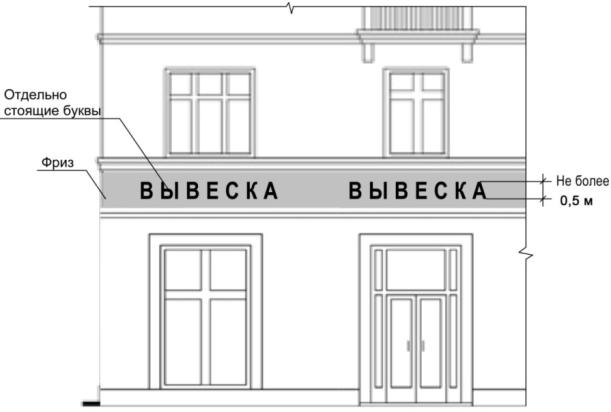 Отдельно
стоящие буквы
Фриз
ВЫВЕСКА ВЫВЕСКА
Не более
0,5 м